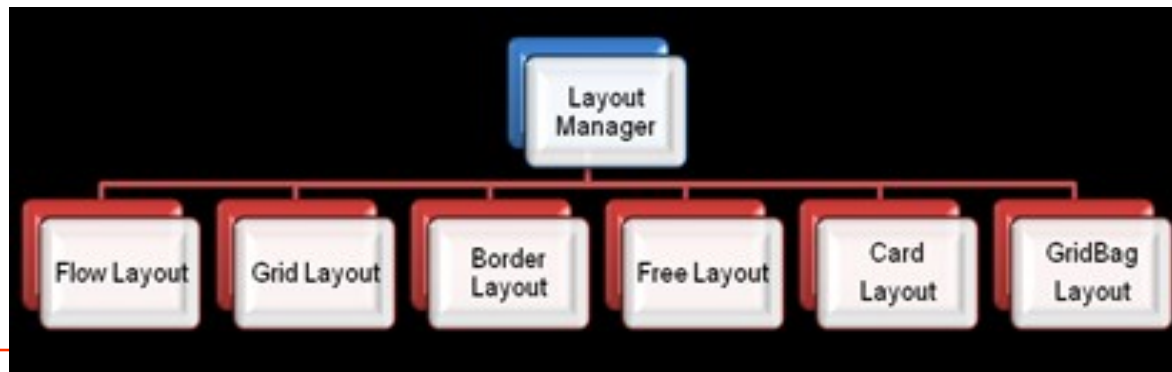 Layout
Manager
Flow Layout
Grid Layout
Border
Layout
Free Layout
Card
Layout
GridBag
Layout